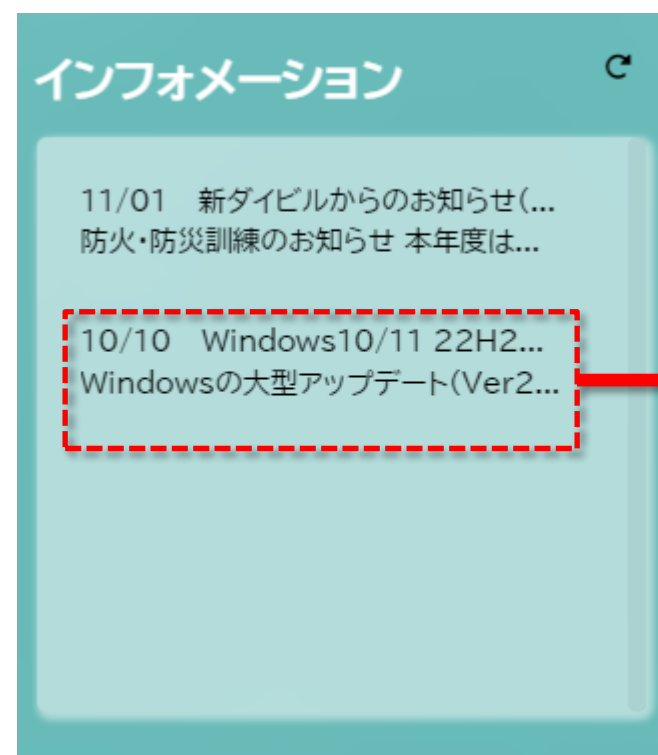 インフォメーション
11/01　新ダイビルからのお知らせ(...
防火・防災訓練のお知らせ 本年度は...
10/10　Windows10/11 22H2...
Windowsの大型アップデート(Ver2...